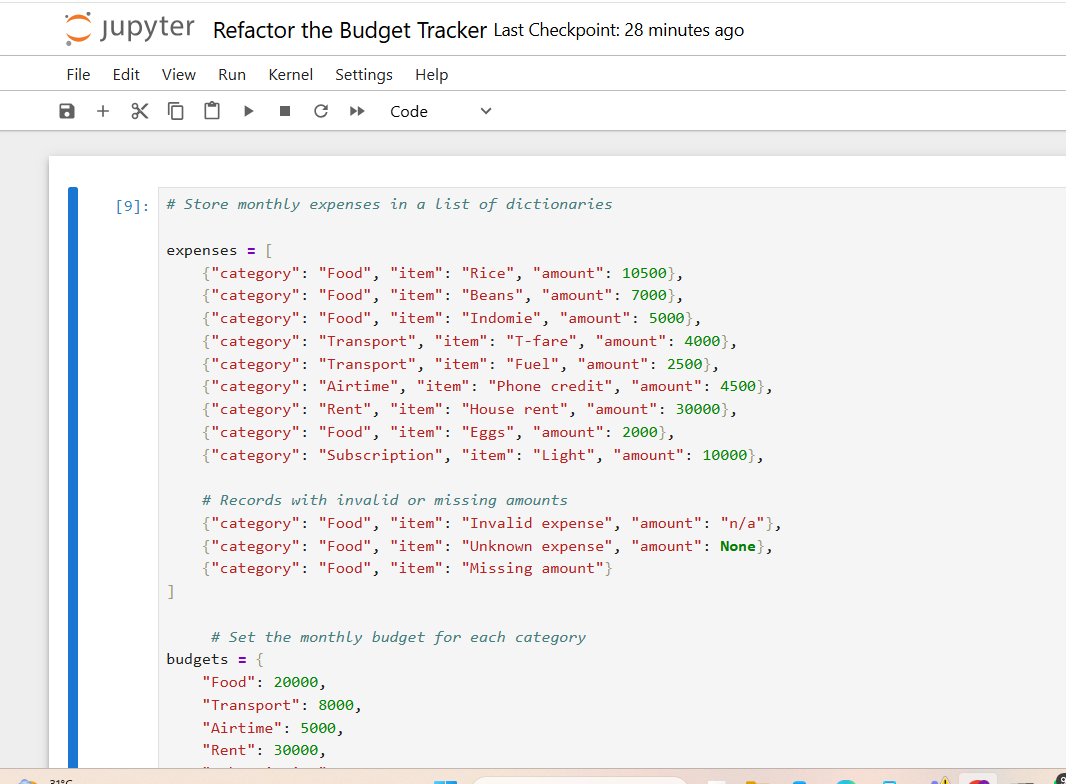 jupyter Refactor the Budget Tracker Last Checkpoint: 28 minutes ago
File Edit View Run Kernel Settings Help
Code
[9]: # Store monthly expenses in a list of dictionaries
expenses = [
    {"category": "Food", "item": "Rice", "amount": 10500},
    {"category": "Food", "item": "Beans", "amount": 7000},
    {"category": "Food", "item": "Indomie", "amount": 5000},
    {"category": "Transport", "item": "T-fare", "amount": 4000},
    {"category": "Transport", "item": "Fuel", "amount": 2500},
    {"category": "Airtime", "item": "Phone credit", "amount": 4500},
    {"category": "Rent", "item": "House rent", "amount": 30000},
    {"category": "Food", "item": "Eggs", "amount": 2000},
    {"category": "Subscription", "item": "Light", "amount": 10000},
    # Records with invalid or missing amounts
    {"category": "Food", "item": "Invalid expense", "amount": "n/a"},
    {"category": "Food", "item": "Unknown expense", "amount": None},
    {"category": "Food", "item": "Missing amount"}
]
     # Set the monthly budget for each category
budgets = {
    "Food": 20000,
    "Transport": 8000,
    "Airtime": 5000,
    "Rent": 30000,
31°C